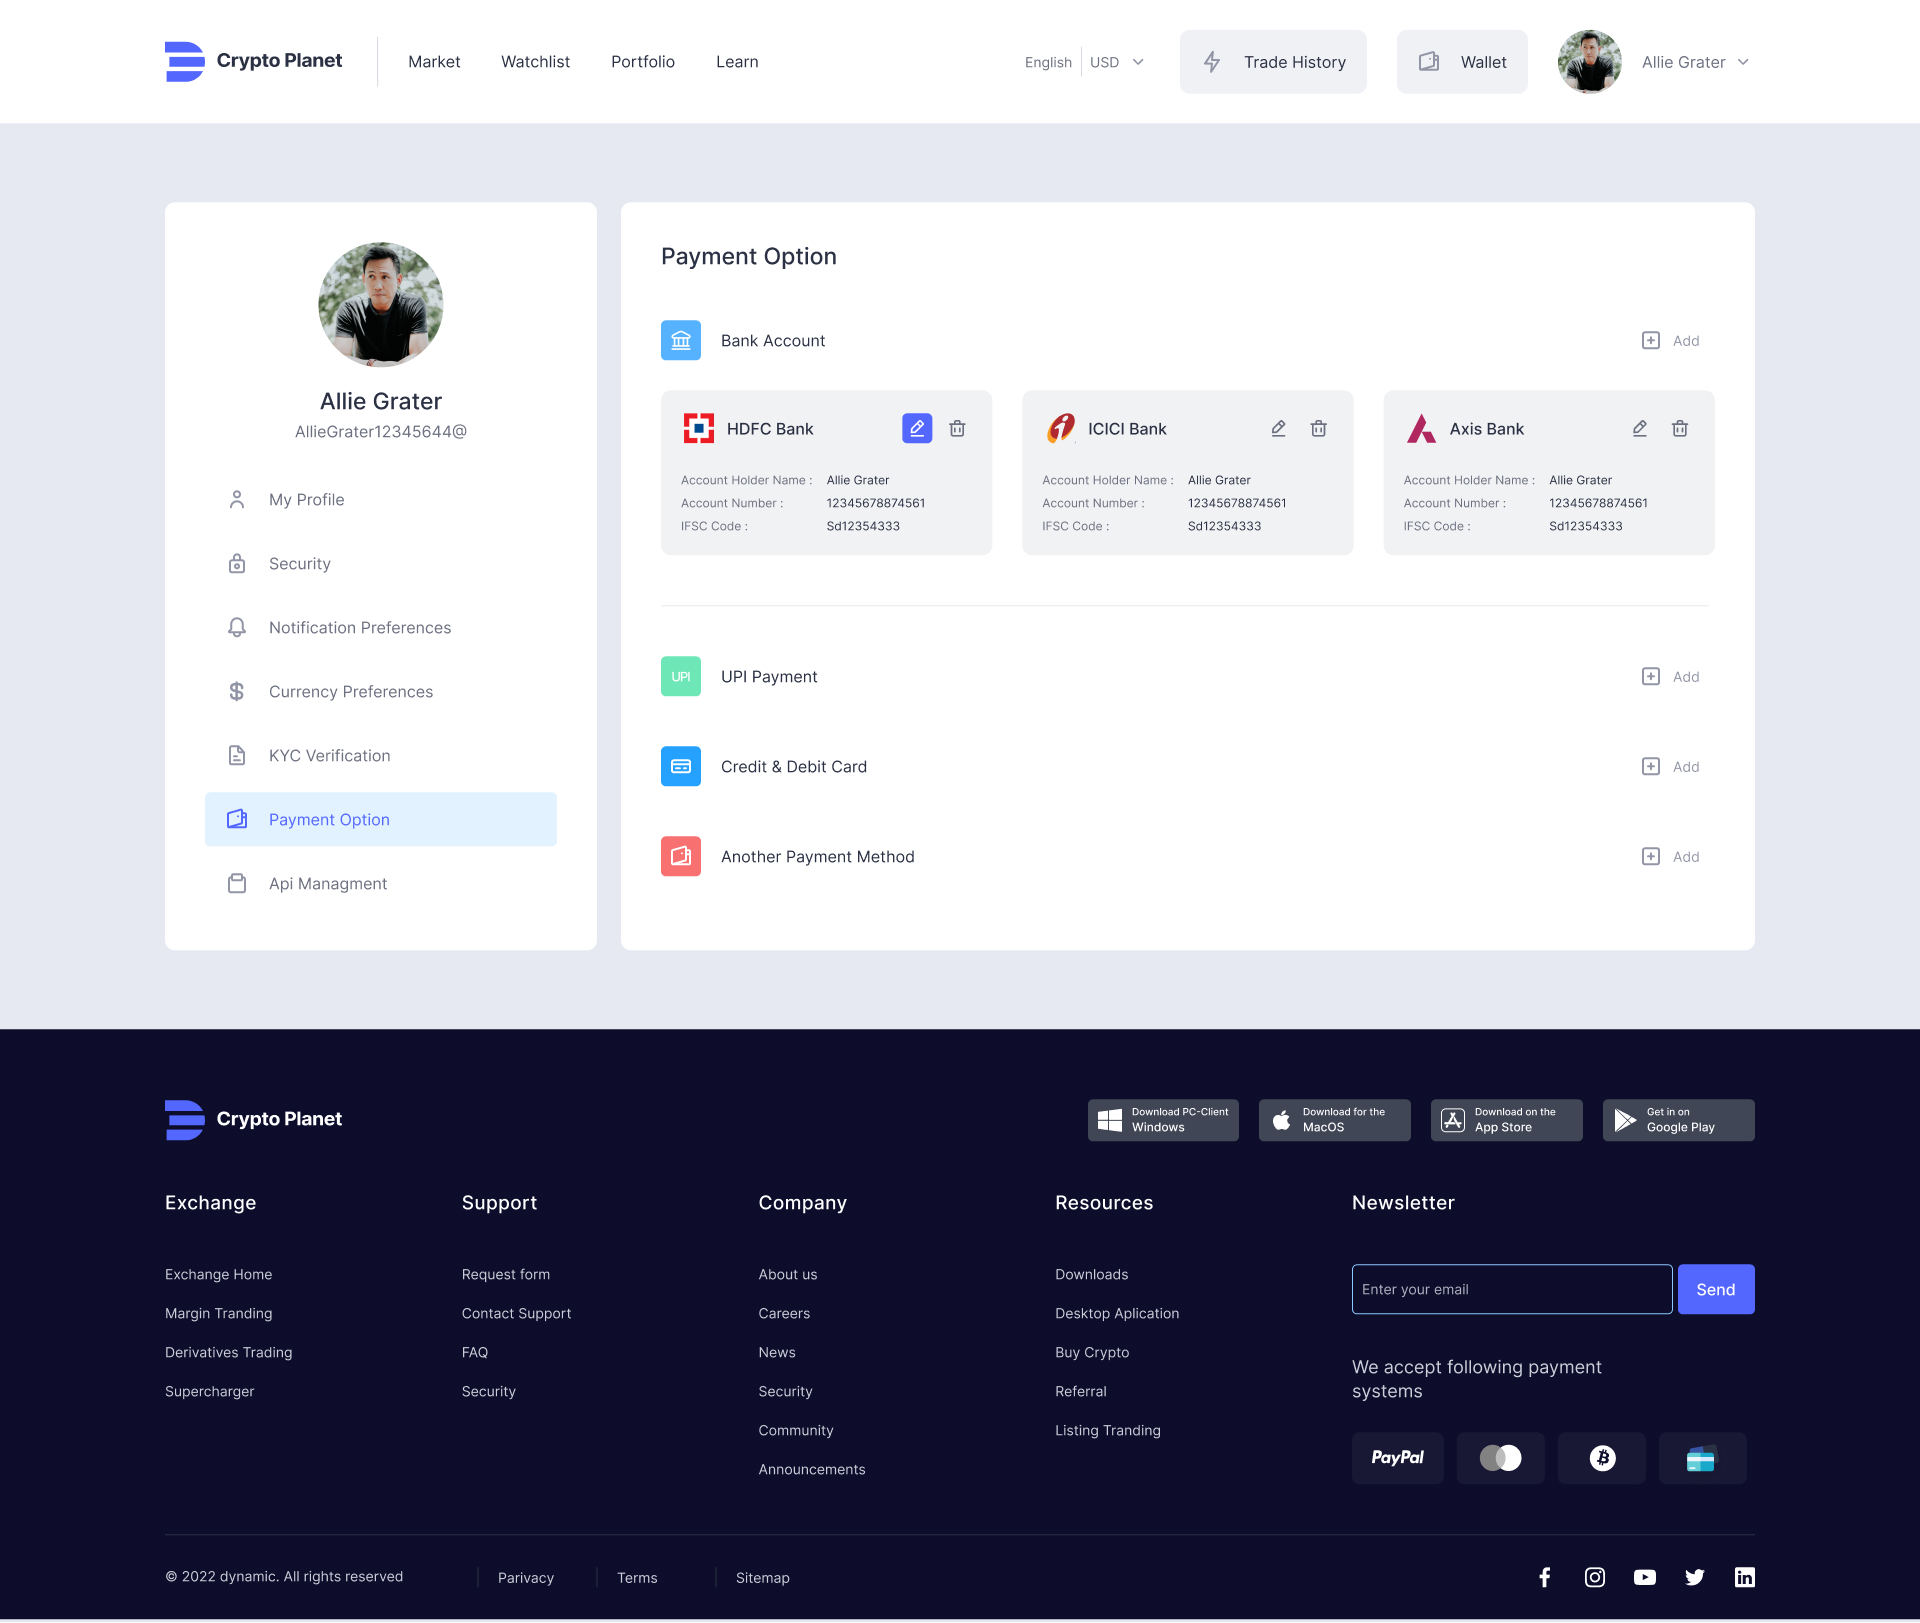 Crypto Planet
Market
Watchlist
Portfolio
Learn
English
USD
Trade History
Wallet
Allie Grater
Allie Grater
AllieGrater12345644@
My Profile
Security
Notification Preferences
Currency Preferences
KYC Verification
Payment Option
Api Managment
Payment Option
Bank Account
Add
HDFC Bank
Account Holder Name : Allie Grater
Account Number : 12345678874561
IFSC Code : Sd12354333
ICICI Bank
Account Holder Name : Allie Grater
Account Number : 12345678874561
IFSC Code : Sd12354333
Axis Bank
Account Holder Name : Allie Grater
Account Number : 12345678874561
IFSC Code : Sd12354333
UPI
UPI Payment
Add
Credit & Debit Card
Add
Another Payment Method
Add
Crypto Planet
Download PC-Client
Windows
Download for the
MacOS
Download on the
App Store
Get in on
Google Play
Exchange
Exchange Home
Margin Tranding
Derivatives Trading
Supercharger
Support
Request form
Contact Support
FAQ
Security
Company
About us
Careers
News
Security
Community
Announcements
Resources
Downloads
Desktop Aplication
Buy Crypto
Referral
Listing Tranding
Newsletter
Enter your email
Send
We accept following payment
systems
PayPal
© 2022 dynamic. All rights reserved
Parivacy
Terms
Sitemap